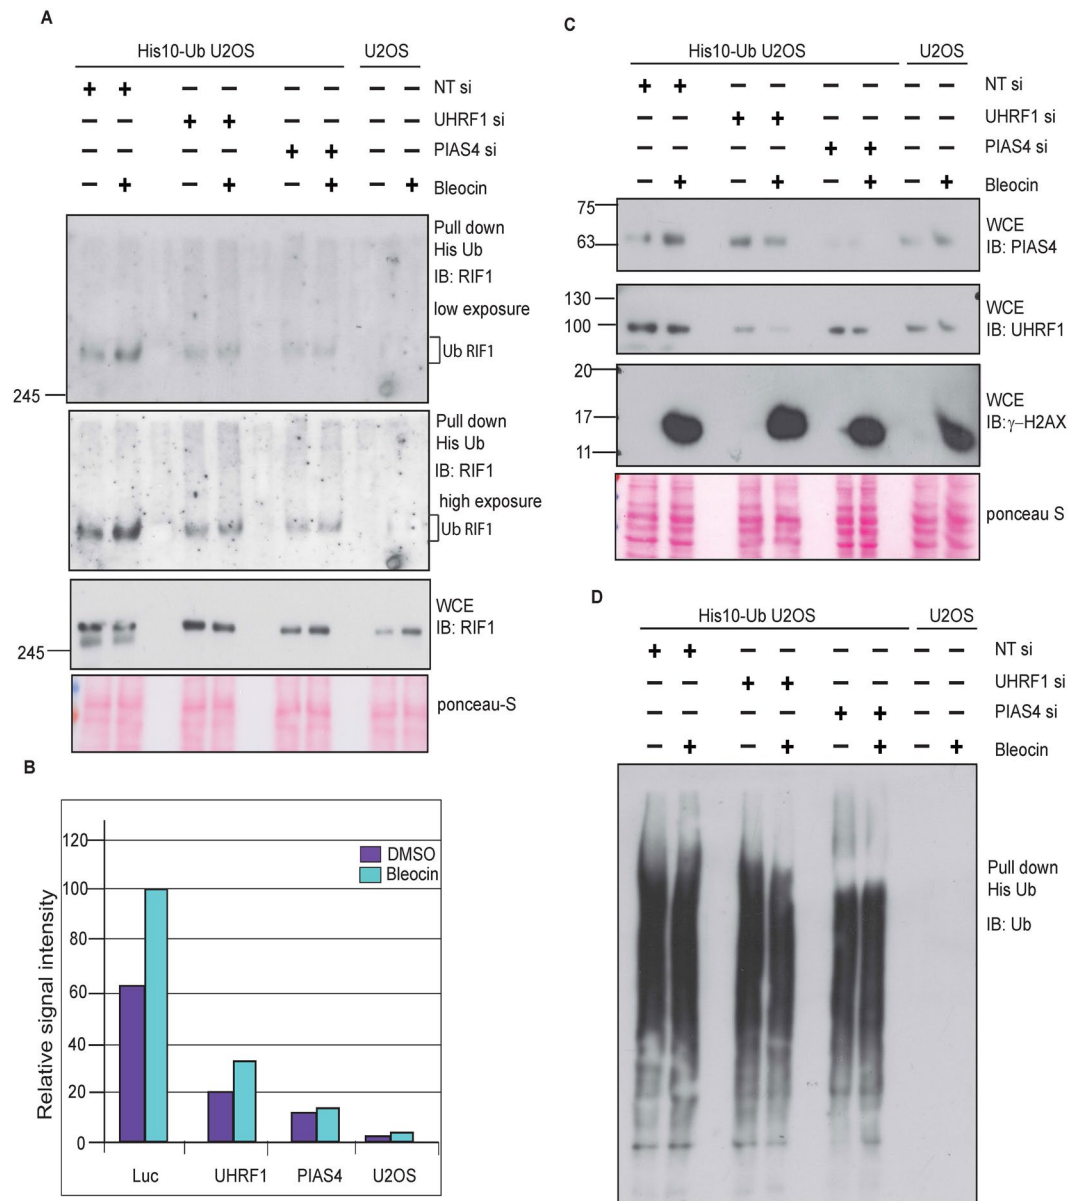 A
His10-Ub U2OS U2OS
+ + − − − − − − NT si
− − + + − − − − UHRF1 si
− − − − + + − − PIAS4 si
− + − + − + − + Bleocin
Pull down
His Ub
IB: RIF1
low exposure
Ub RIF1
245
Pull down
His Ub
IB: RIF1
high exposure
Ub RIF1
WCE
IB: RIF1
245
ponceau-S
B
120
100
80
60
40
20
0
Relative signal intensity
DMSO
Bleocin
Luc UHRF1 PIAS4 U2OS
C
His10-Ub U2OS U2OS
+ + − − − − − − NT si
− − + + − − − − UHRF1 si
− − − − + + − − PIAS4 si
− + − + − + − + Bleocin
75
63
WCE
IB: PIAS4
130
100
WCE
IB: UHRF1
20
17
11
WCE
IB:γ−H2AX
ponceau S
D
His10-Ub U2OS U2OS
+ + − − − − − − NT si
− − + + − − − − UHRF1 si
− − − − + + − − PIAS4 si
− + − + − + − + Bleocin
Pull down
His Ub
IB: Ub